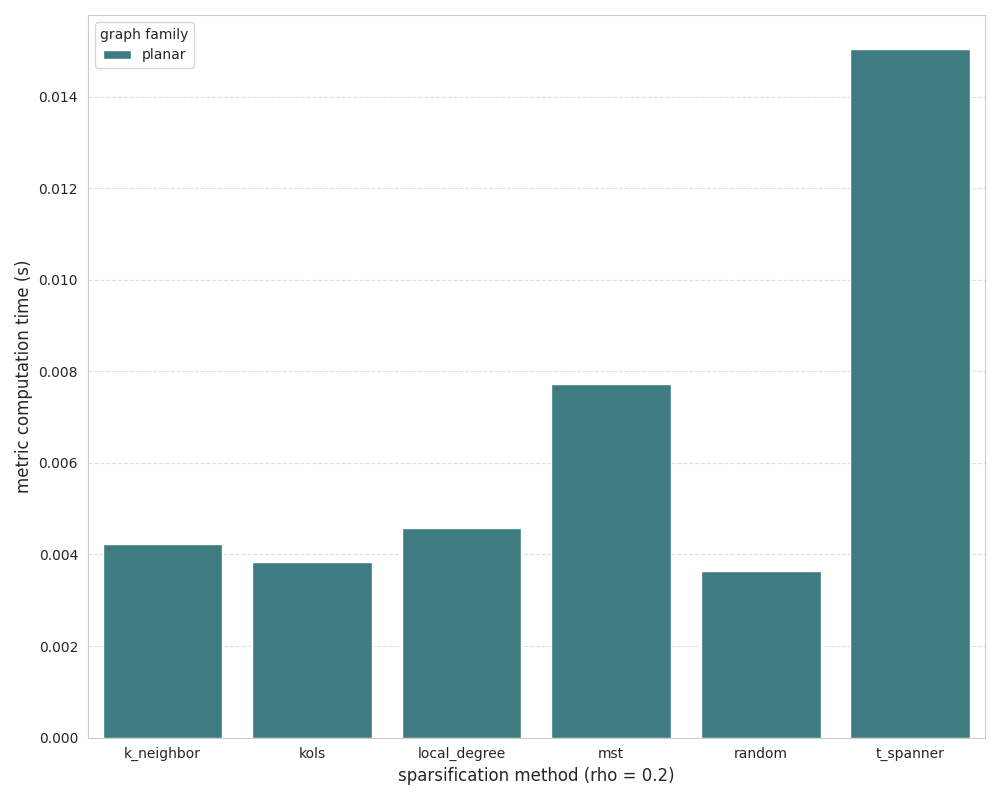 graph family
planar
0.014
0.012
0.010
0.008
0.006
0.004
0.002
0.000
metric computation time (s)
k_neighbor kols local_degree mst random t_spanner
sparsification method (rho = 0.2)